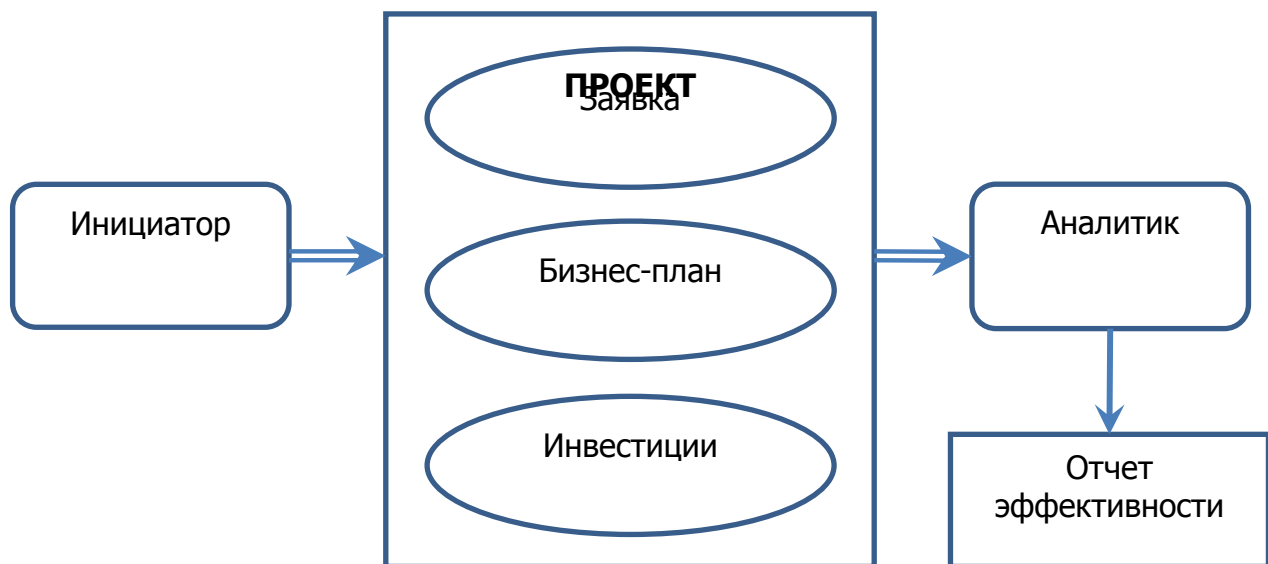 ПРОЕКТ
Заявка
Инициатор
Бизнес-план
Инвестиции
Аналитик
Отчет
эффективности